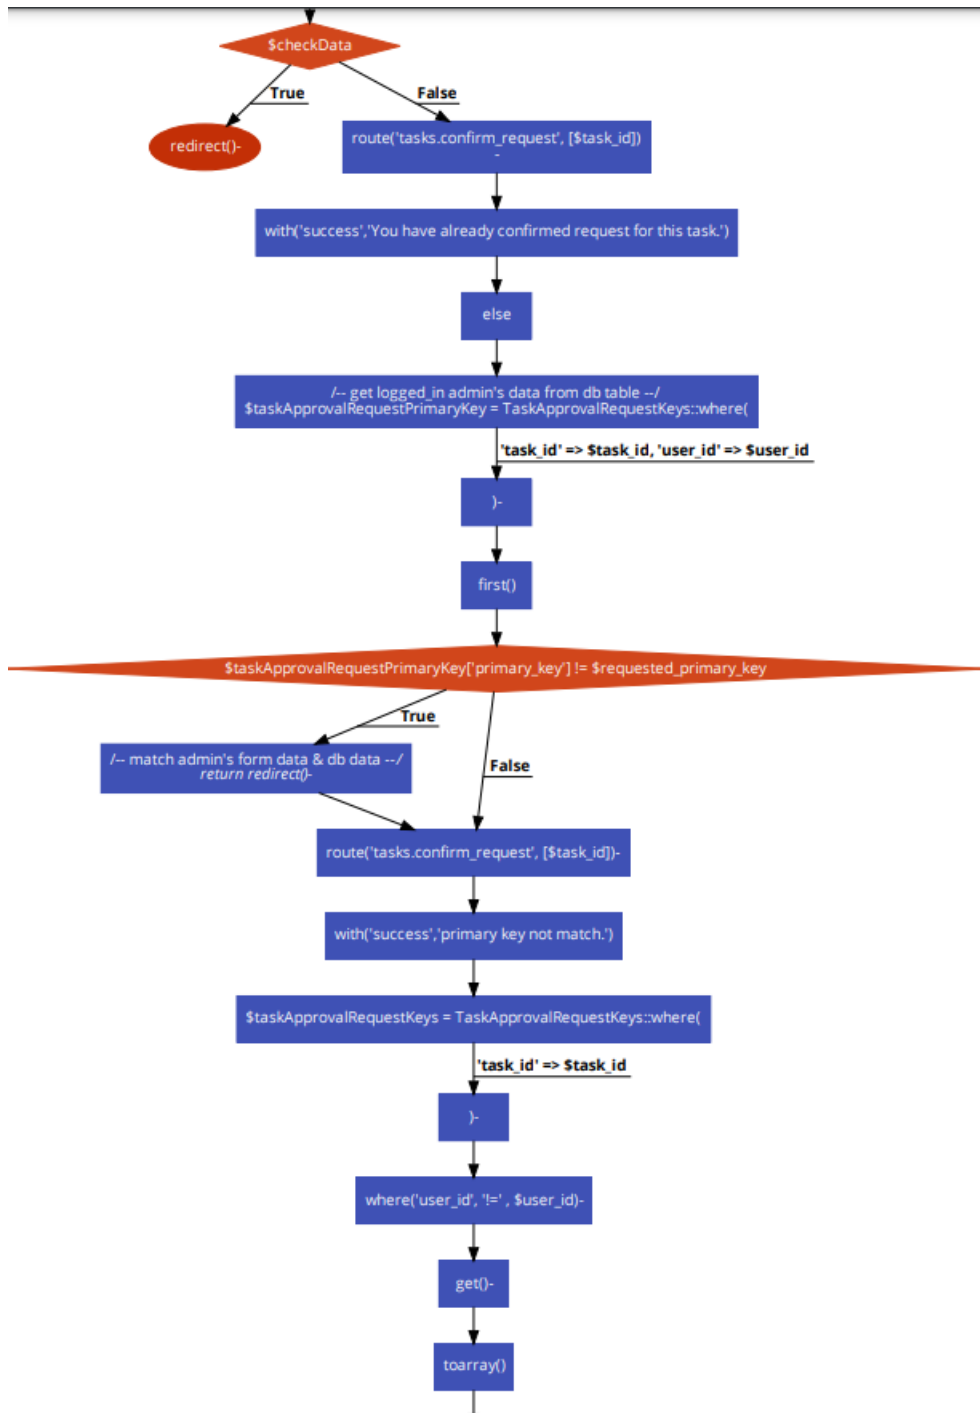 $checkData
True
False
redirect()-
route('tasks.confirm_request', [$task_id])
-
with('success','You have already confirmed request for this task.')
else
/-- get logged_in admin's data from db table --/
$taskApprovalRequestPrimaryKey = TaskApprovalRequestKeys::where(
'task_id' => $task_id, 'user_id' => $user_id
)-
first()
$taskApprovalRequestPrimaryKey['primary_key'] != $requested_primary_key
True
/-- match admin's form data & db data --/
return redirect()-
False
route('tasks.confirm_request', [$task_id])-
with('success','primary key not match.')
$taskApprovalRequestKeys = TaskApprovalRequestKeys::where(
'task_id' => $task_id
)-
where('user_id', '!=' , $user_id)-
get()-
toarray()